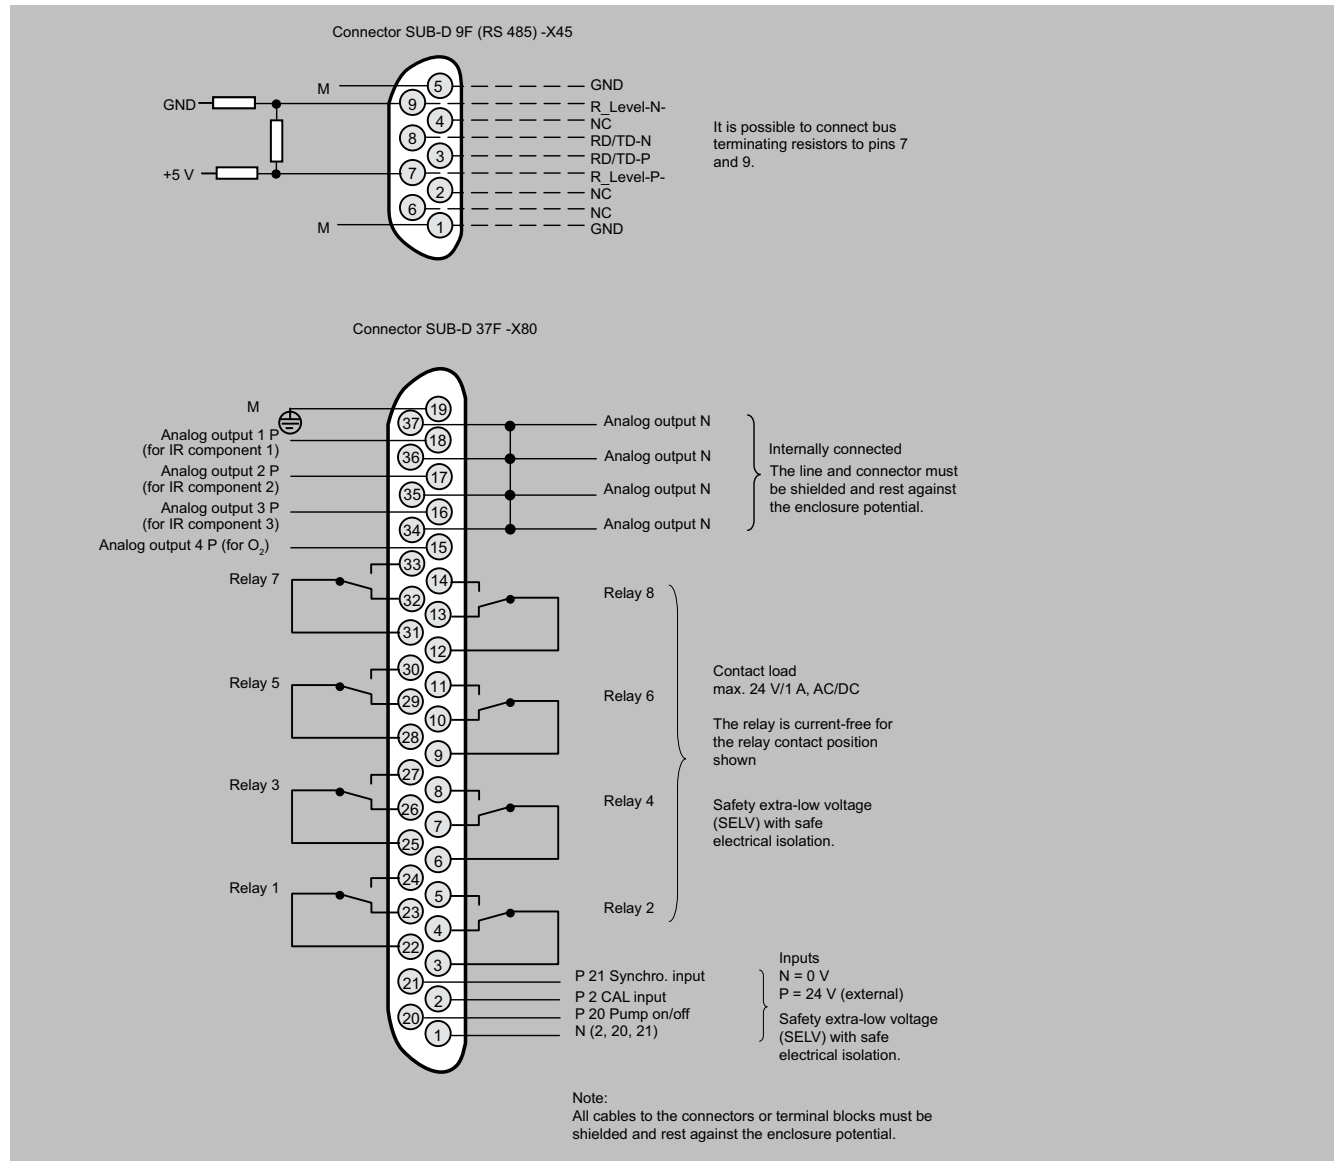 Connector SUB-D 9F (RS 485) -X45
M
GND
+5 V
M
5
9
4
8
3
7
2
6
1
GND
R_Level-N-
NC
RD/TD-N
RD/TD-P
R_Level-P-
NC
NC
GND
It is possible to connect bus
terminating resistors to pins 7
and 9.
Connector SUB-D 37F -X80
M
Analog output 1 P
(for IR component 1)
Analog output 2 P
(for IR component 2)
Analog output 3 P
(for IR component 3)
Analog output 4 P (for O2)
Relay 7
Relay 5
Relay 3
Relay 1
19
37
18
36
17
35
16
34
15
33
14
32
13
31
12
30
11
29
10
28
9
27
8
26
7
25
6
24
5
23
4
22
3
21
2
20
1
Analog output N
Analog output N
Analog output N
Analog output N
Internally connected
The line and connector must
be shielded and rest against
the enclosure potential.
Relay 8
Relay 6
Relay 4
Relay 2
Contact load
max. 24 V/1 A, AC/DC
The relay is current-free for
the relay contact position
shown
Safety extra-low voltage
(SELV) with safe
electrical isolation.
P 21 Synchro. input
P 2 CAL input
P 20 Pump on/off
N (2, 20, 21)
Inputs
N = 0 V
P = 24 V (external)
Safety extra-low voltage
(SELV) with safe
electrical isolation.
Note:
All cables to the connectors or terminal blocks must be
shielded and rest against the enclosure potential.